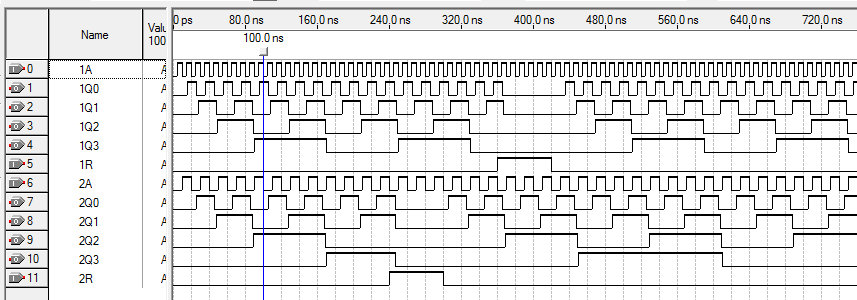 Name Valu 100 0 ps 80.0 ns 160.0 ns 240.0 ns 320.0 ns 400.0 ns 480.0 ns 560.0 ns 640.0 ns 720.0 ns
100.0 ns
0 1A A
1 1Q0 A
2 1Q1 A
3 1Q2 A
4 1Q3 A
5 1R A
6 2A A
7 2Q0 A
8 2Q1 A
9 2Q2 A
10 2Q3 A
11 2R A